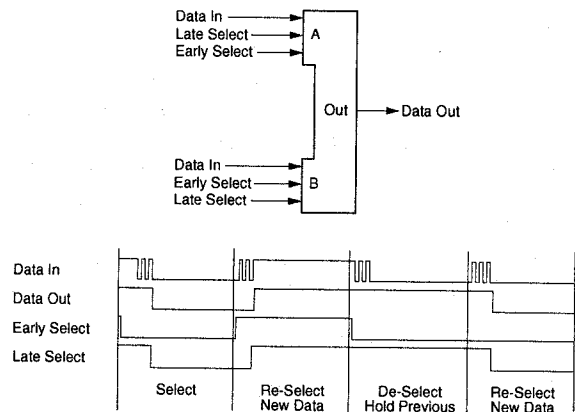 Data In
Late Select
A
Early Select
Out
Data Out
Data In
Early Select
B
Late Select
Data In
Data Out
Early Select
Late Select
Select
Re-Select
New Data
De-Select
Hold Previous
Re-Select
New Data